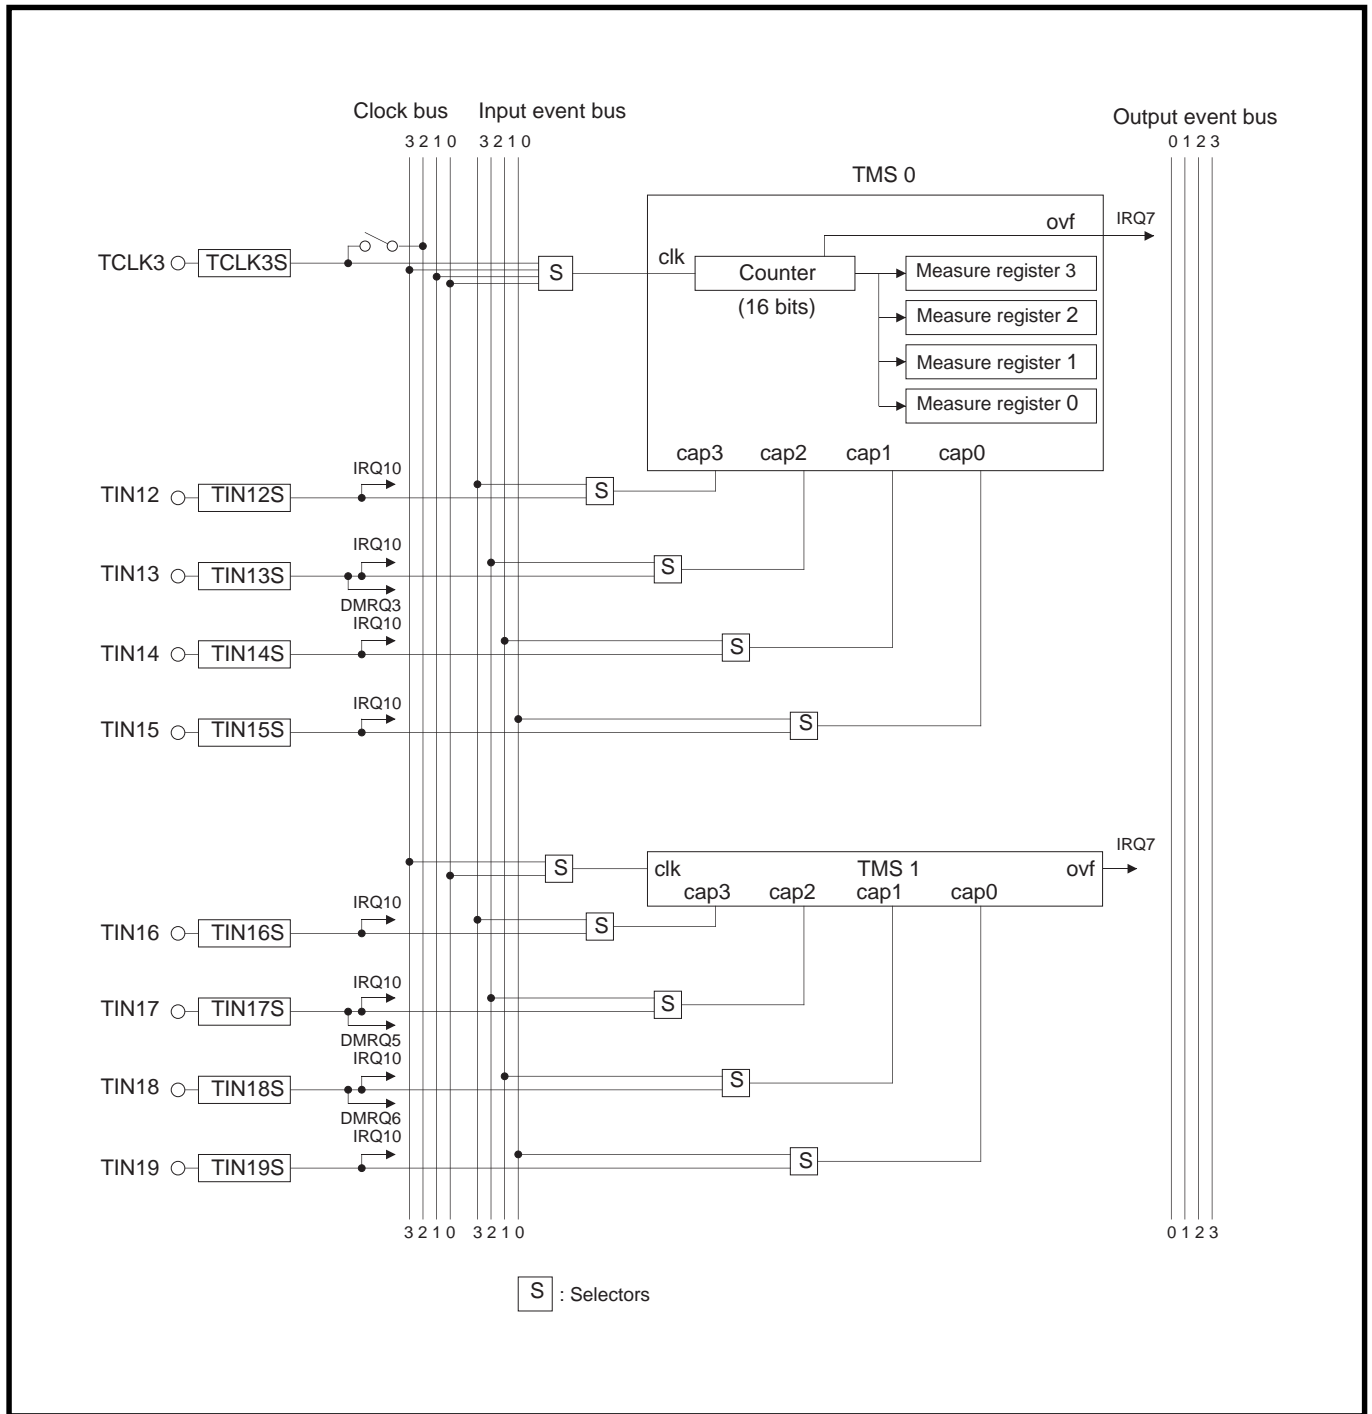 Clock bus
Input event bus
Output event bus
3 2 1 0
3 2 1 0
0 1 2 3
TMS 0
ovf
IRQ7
TCLK3
TCLK3S
S
clk
Counter
(16 bits)
Measure register 3
Measure register 2
Measure register 1
Measure register 0
cap3
cap2
cap1
cap0
IRQ10
TIN12
TIN12S
S
IRQ10
TIN13
TIN13S
S
DMRQ3
IRQ10
TIN14
TIN14S
S
IRQ10
TIN15
TIN15S
S
S
clk
TMS 1
ovf
IRQ7
cap3
cap2
cap1
cap0
IRQ10
TIN16
TIN16S
S
IRQ10
TIN17
TIN17S
S
DMRQ5
IRQ10
TIN18
TIN18S
S
DMRQ6
IRQ10
TIN19
TIN19S
S
3 2 1 0
3 2 1 0
0 1 2 3
S : Selectors